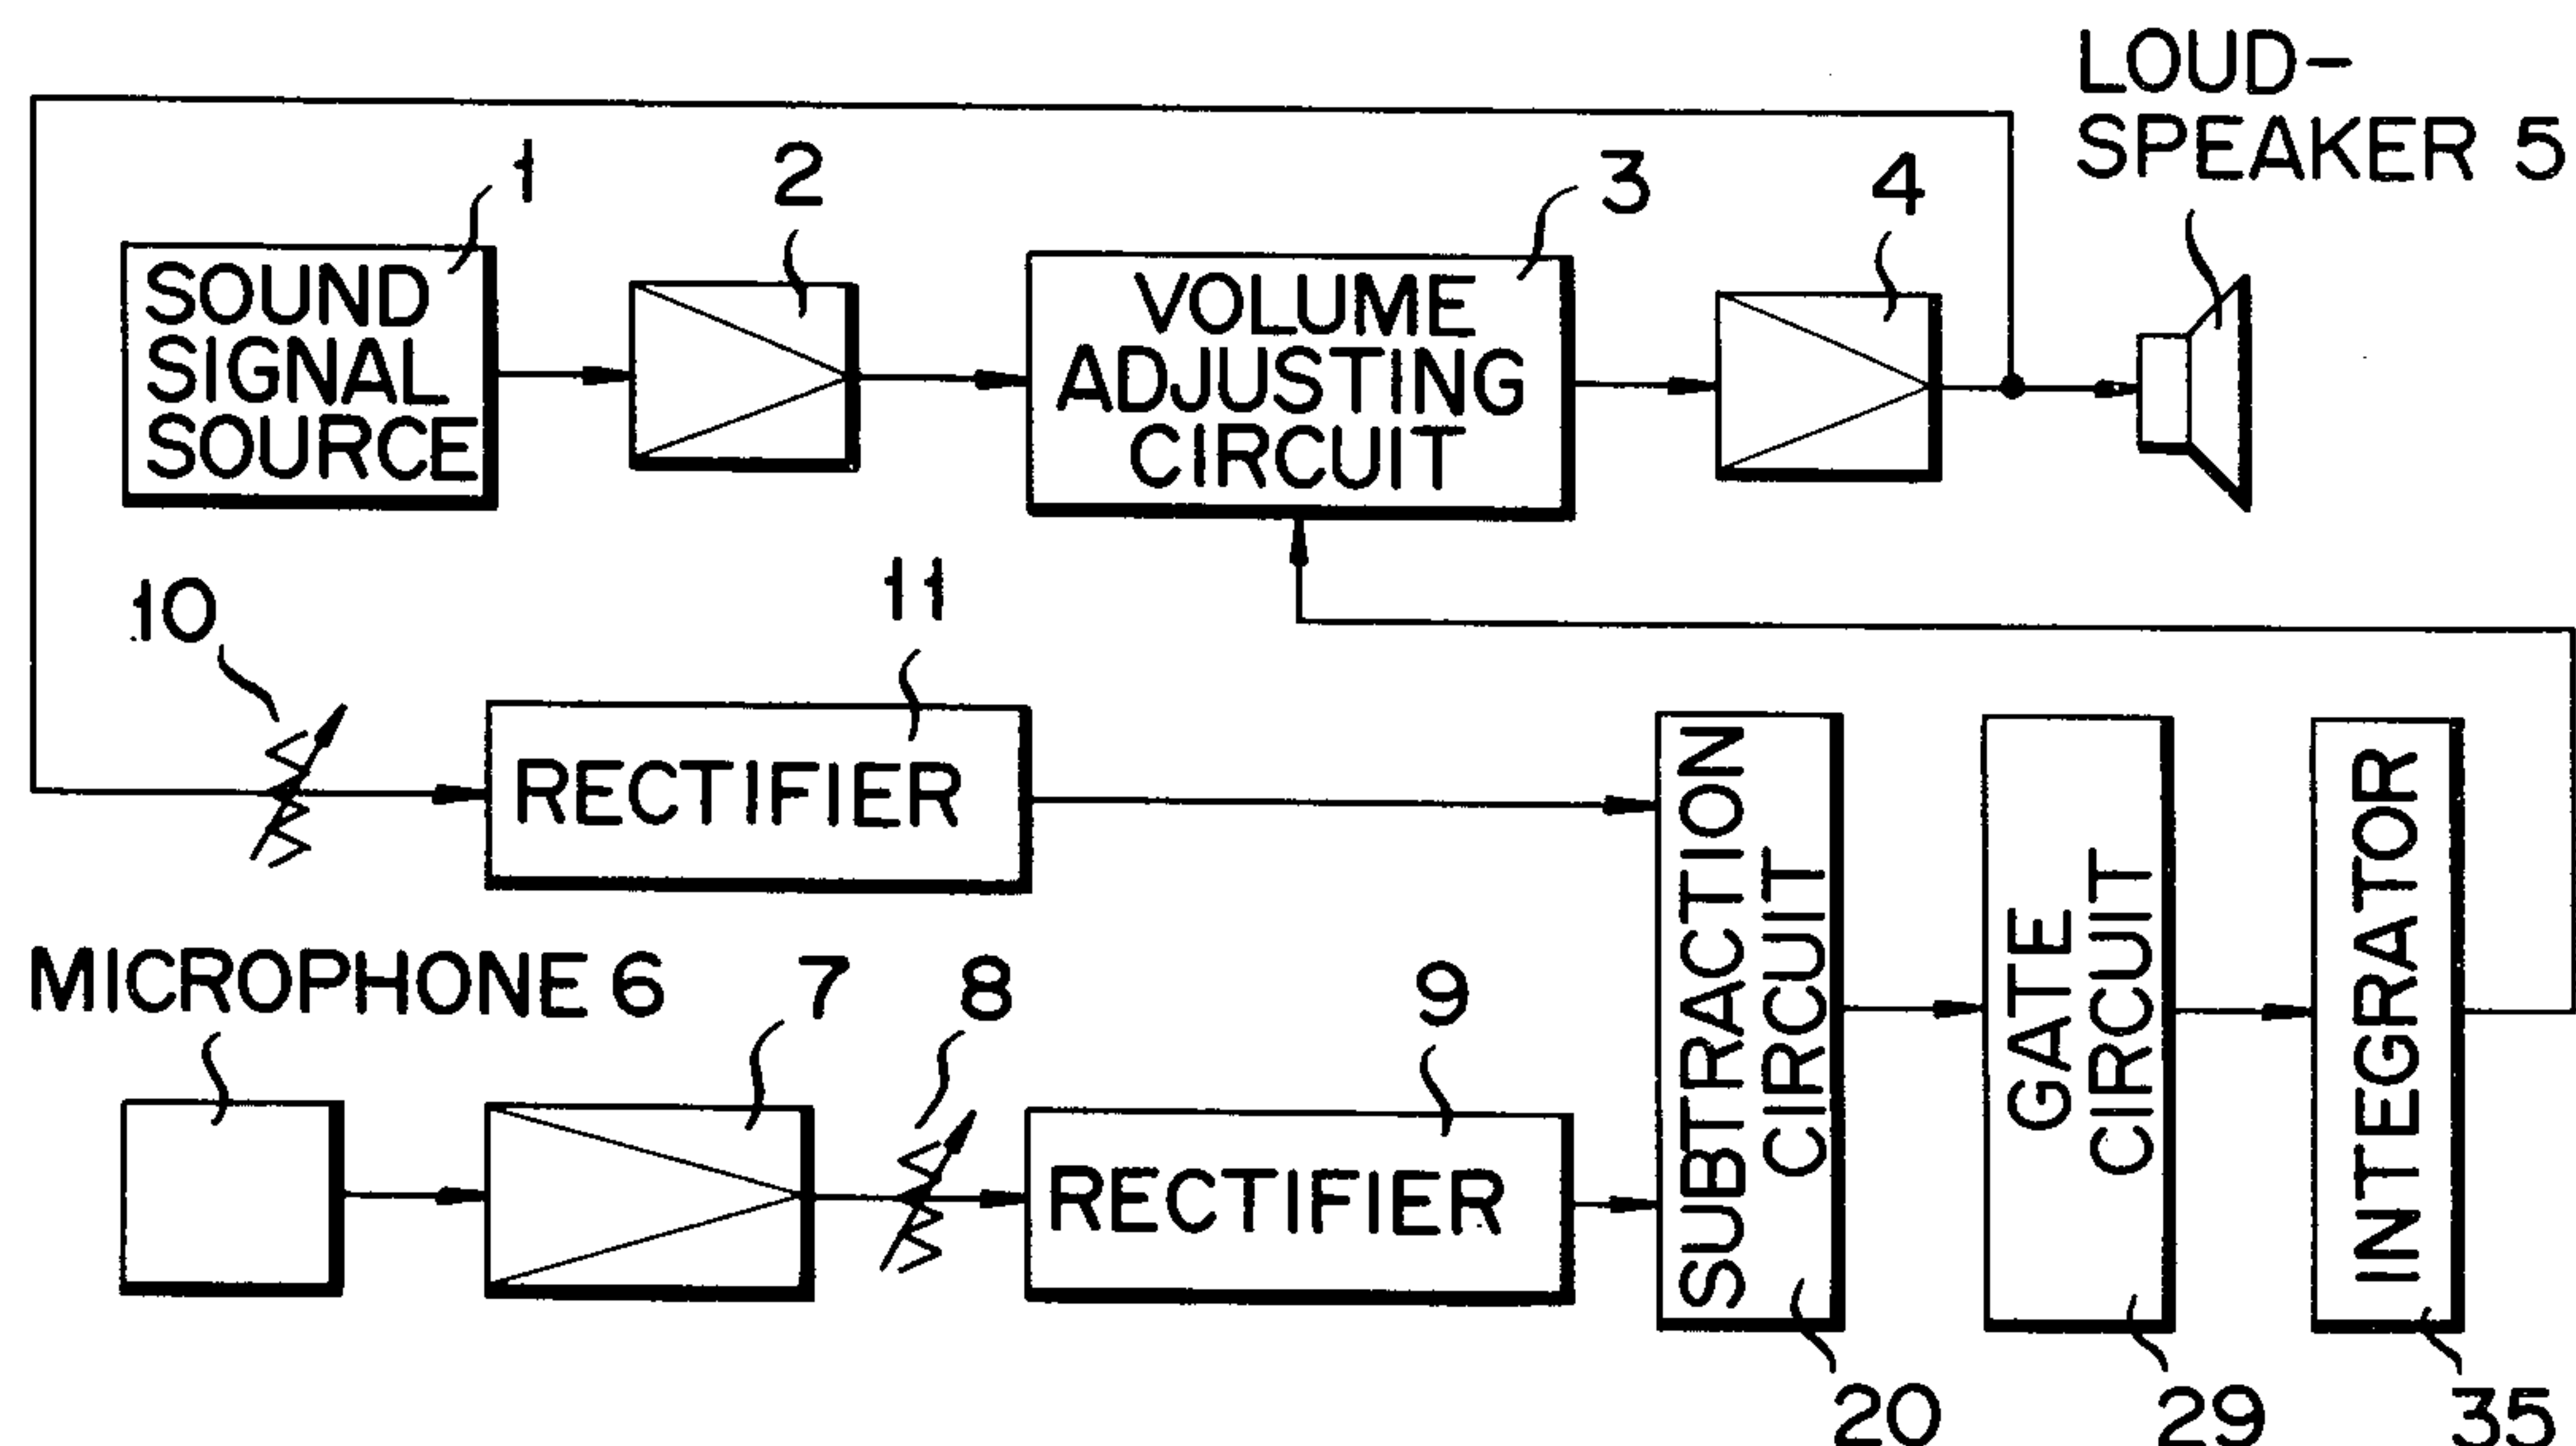 LOUD-
SPEAKER 5
1
2
3
4
SOUND
SIGNAL
SOURCE
VOLUME
ADJUSTING
CIRCUIT
10
11
RECTIFIER
MICROPHONE 6
7
8
9
RECTIFIER
SUBTRACTION
CIRCUIT
GATE
CIRCUIT
INTEGRATOR
20
29
35